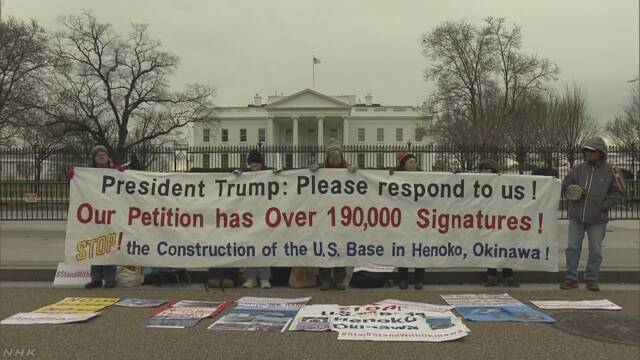 President Trump: Please respond to us!
Our Petition has Over 190,000 Signatures!
STOP! the Construction of the U.S. Base in Henoko, Okinawa!
#Stand
STOP
Henoko
Okinawa
#StandWithOkinawa
NHK